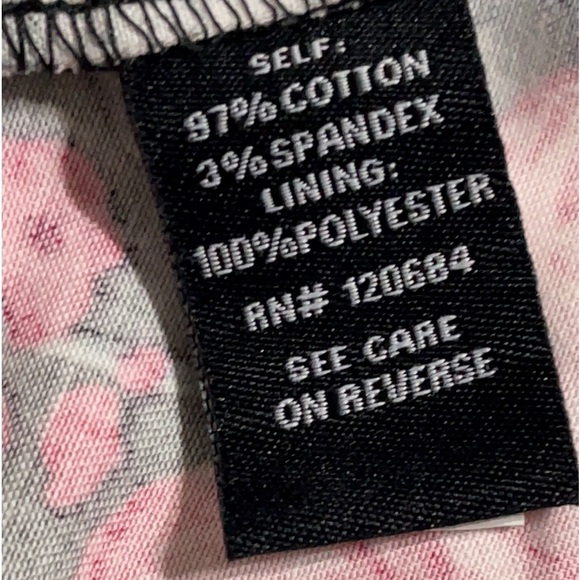 SELF:
97% COTTON
3% SPANDEX
LINING:
100% POLYESTER
RN# 120684
SEE CARE
ON REVERSE